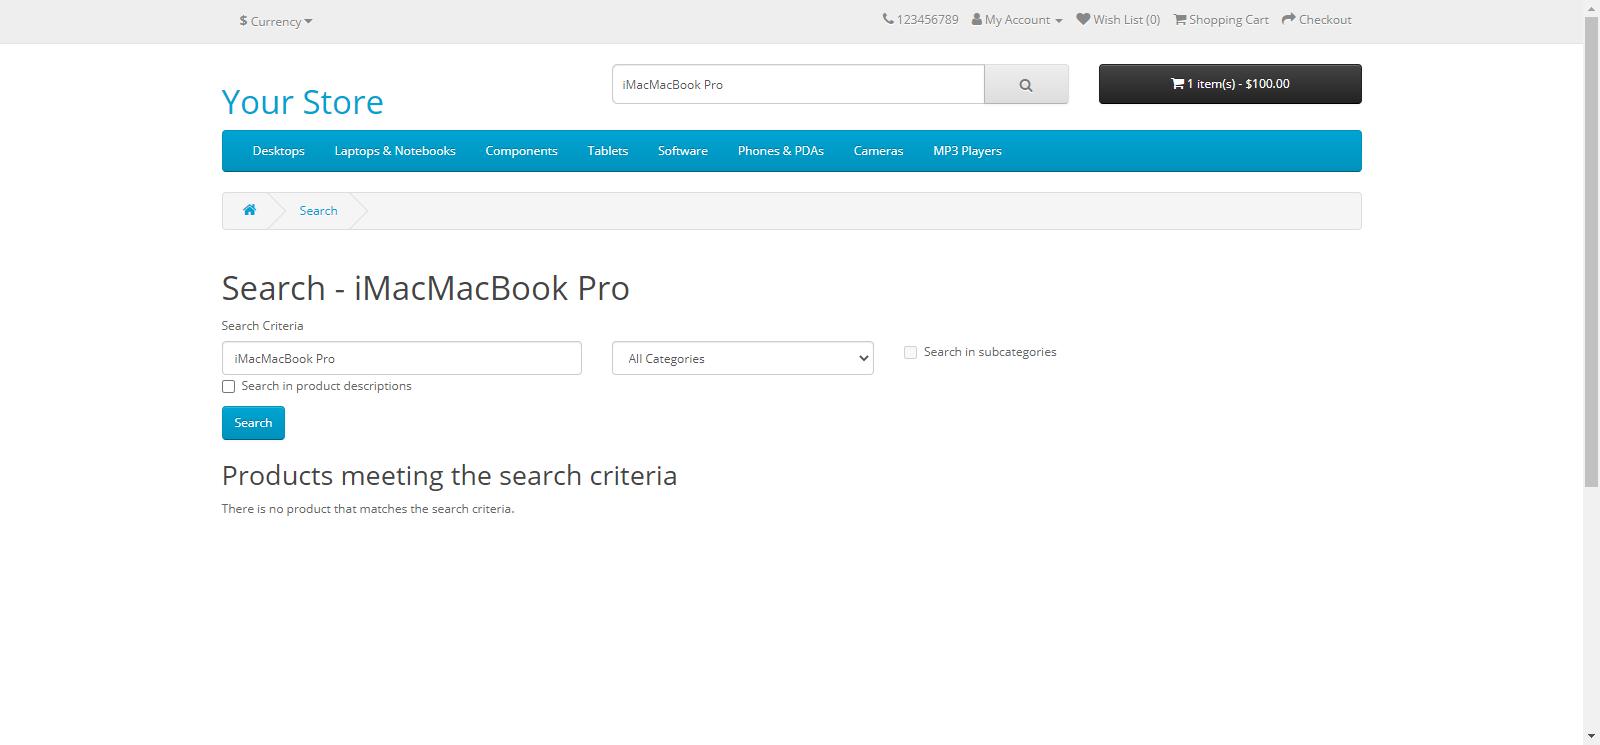 $ Currency
123456789 My Account Wish List (0) Shopping Cart Checkout
Your Store
iMacMacBook Pro
1 item(s) - $100.00
Desktops Laptops & Notebooks Components Tablets Software Phones & PDAs Cameras MP3 Players
Search
Search - iMacMacBook Pro
Search Criteria
iMacMacBook Pro
All Categories
Search in subcategories
Search in product descriptions
Search
Products meeting the search criteria
There is no product that matches the search criteria.